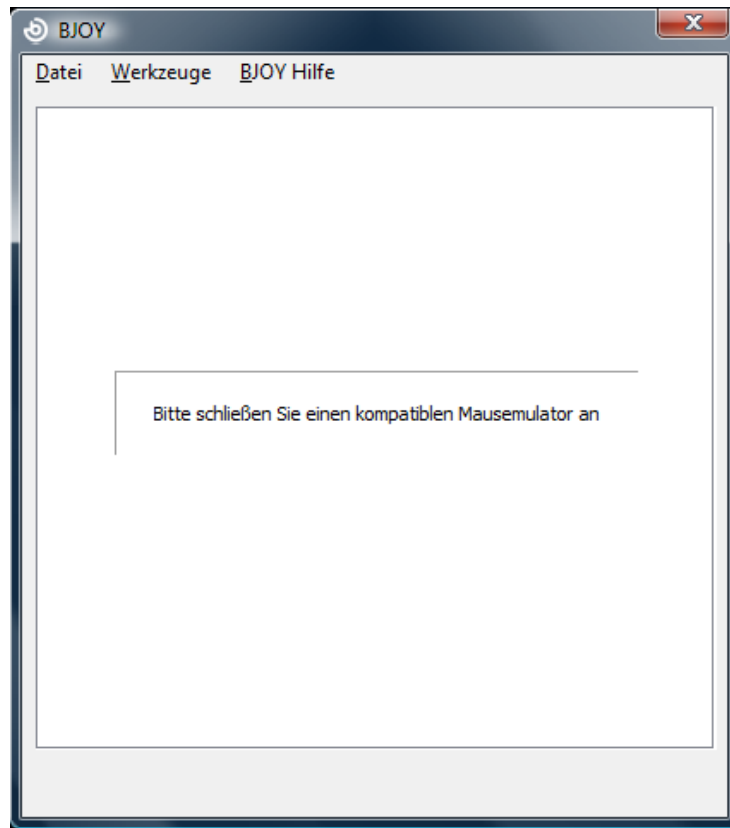 BJOY
Datei Werkzeuge BJOY Hilfe
Bitte schließen Sie einen kompatiblen Mausemulator an